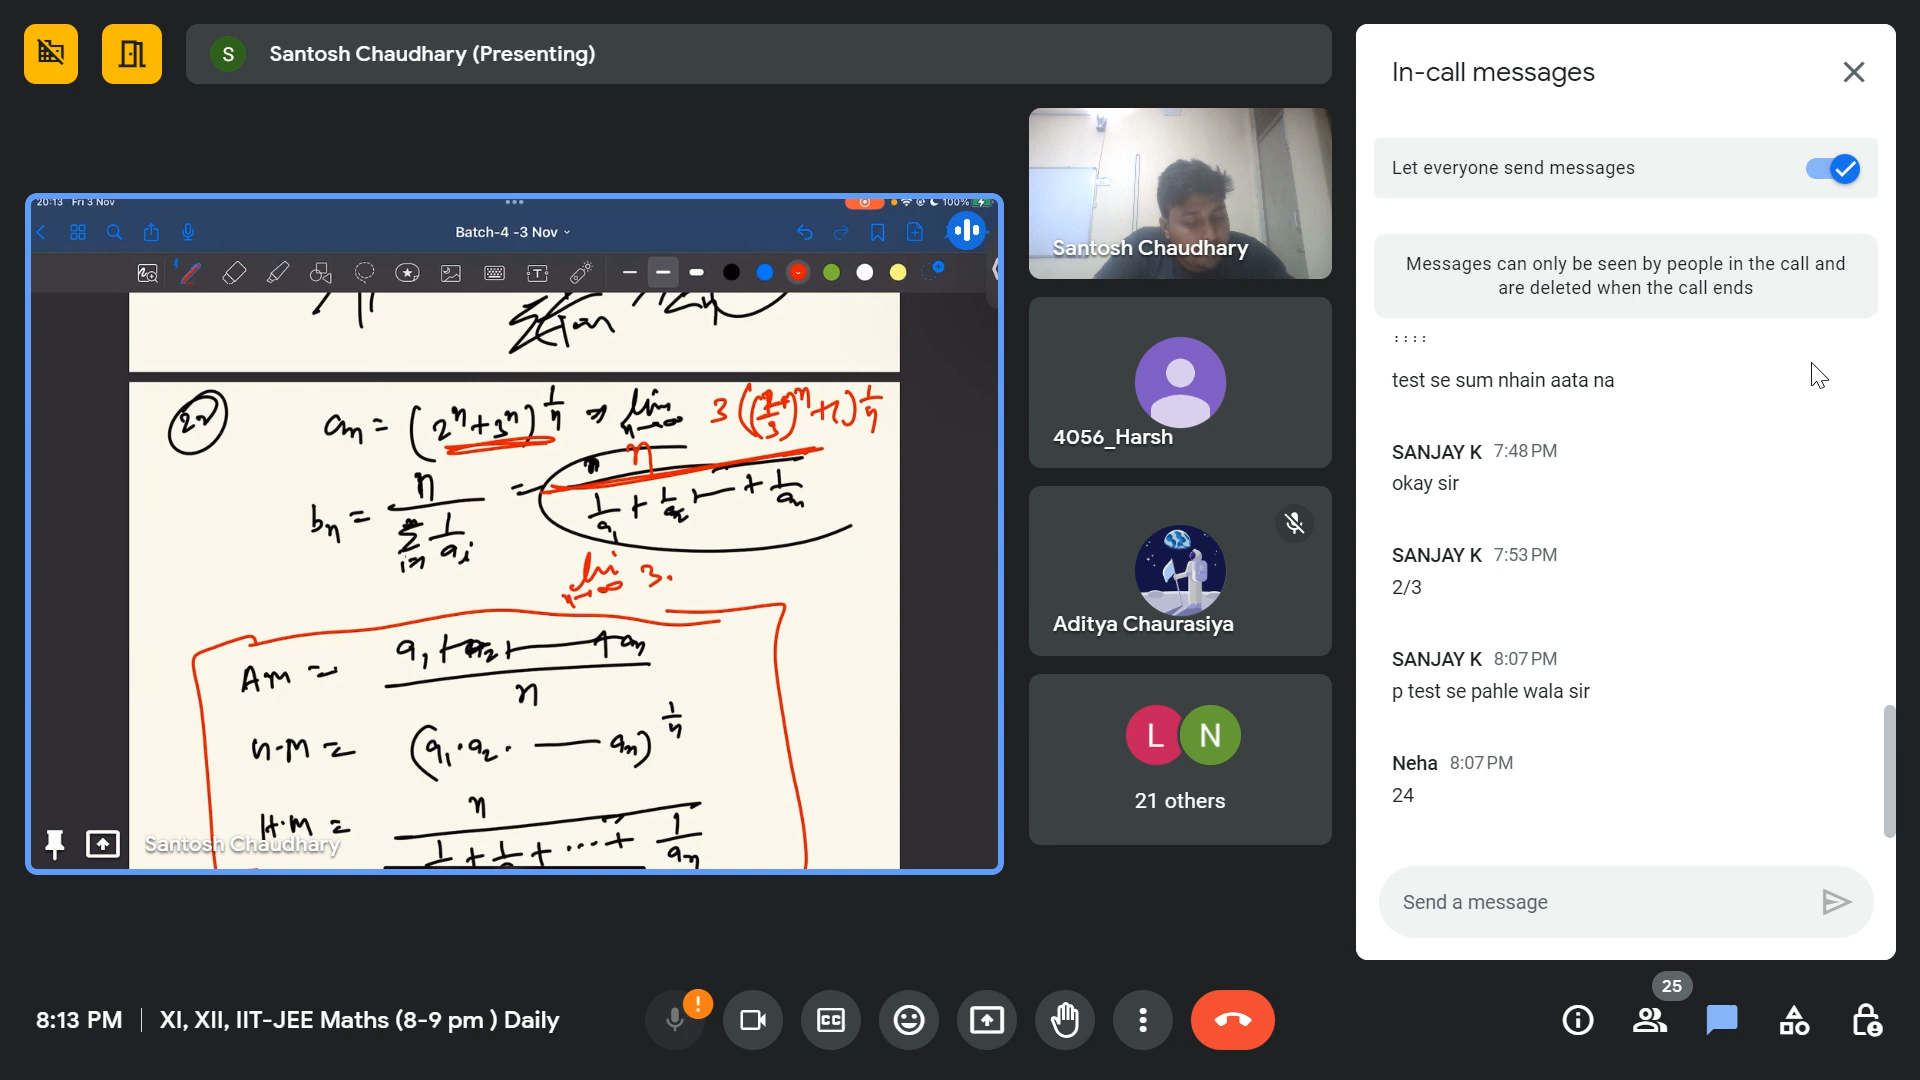 S Santosh Chaudhary (Presenting)
20:13 Fri 3 Nov
100%
Batch-4 -3 Nov
T
22
aₙ = (2ⁿ+3ⁿ)^(1/n) ⇒ lim n→∞ 3((2/3)ⁿ+1)^(1/n)
bₙ = n / Σ i=1 n 1/aᵢ = n / (1/a₁ + 1/a₂ + — + 1/aₙ)
n
lim n→∞ 3.
AM = (a₁+a₂+——+aₙ) / n
G.M = (a₁.a₂. —— aₙ)^(1/n)
H.M = n / (1/a₁ + 1/a₂ + ... + 1/aₙ)
Santosh Chaudhary
Santosh Chaudhary
4056_Harsh
Aditya Chaurasiya
L N
21 others
In-call messages
Let everyone send messages
Messages can only be seen by people in the call and
are deleted when the call ends
test se sum nhain aata na
SANJAY K 7:48 PM
okay sir
SANJAY K 7:53 PM
2/3
SANJAY K 8:07 PM
p test se pahle wala sir
Neha 8:07 PM
24
Send a message
8:13 PM | XI, XII, IIT-JEE Maths (8-9 pm ) Daily
!
CC
25